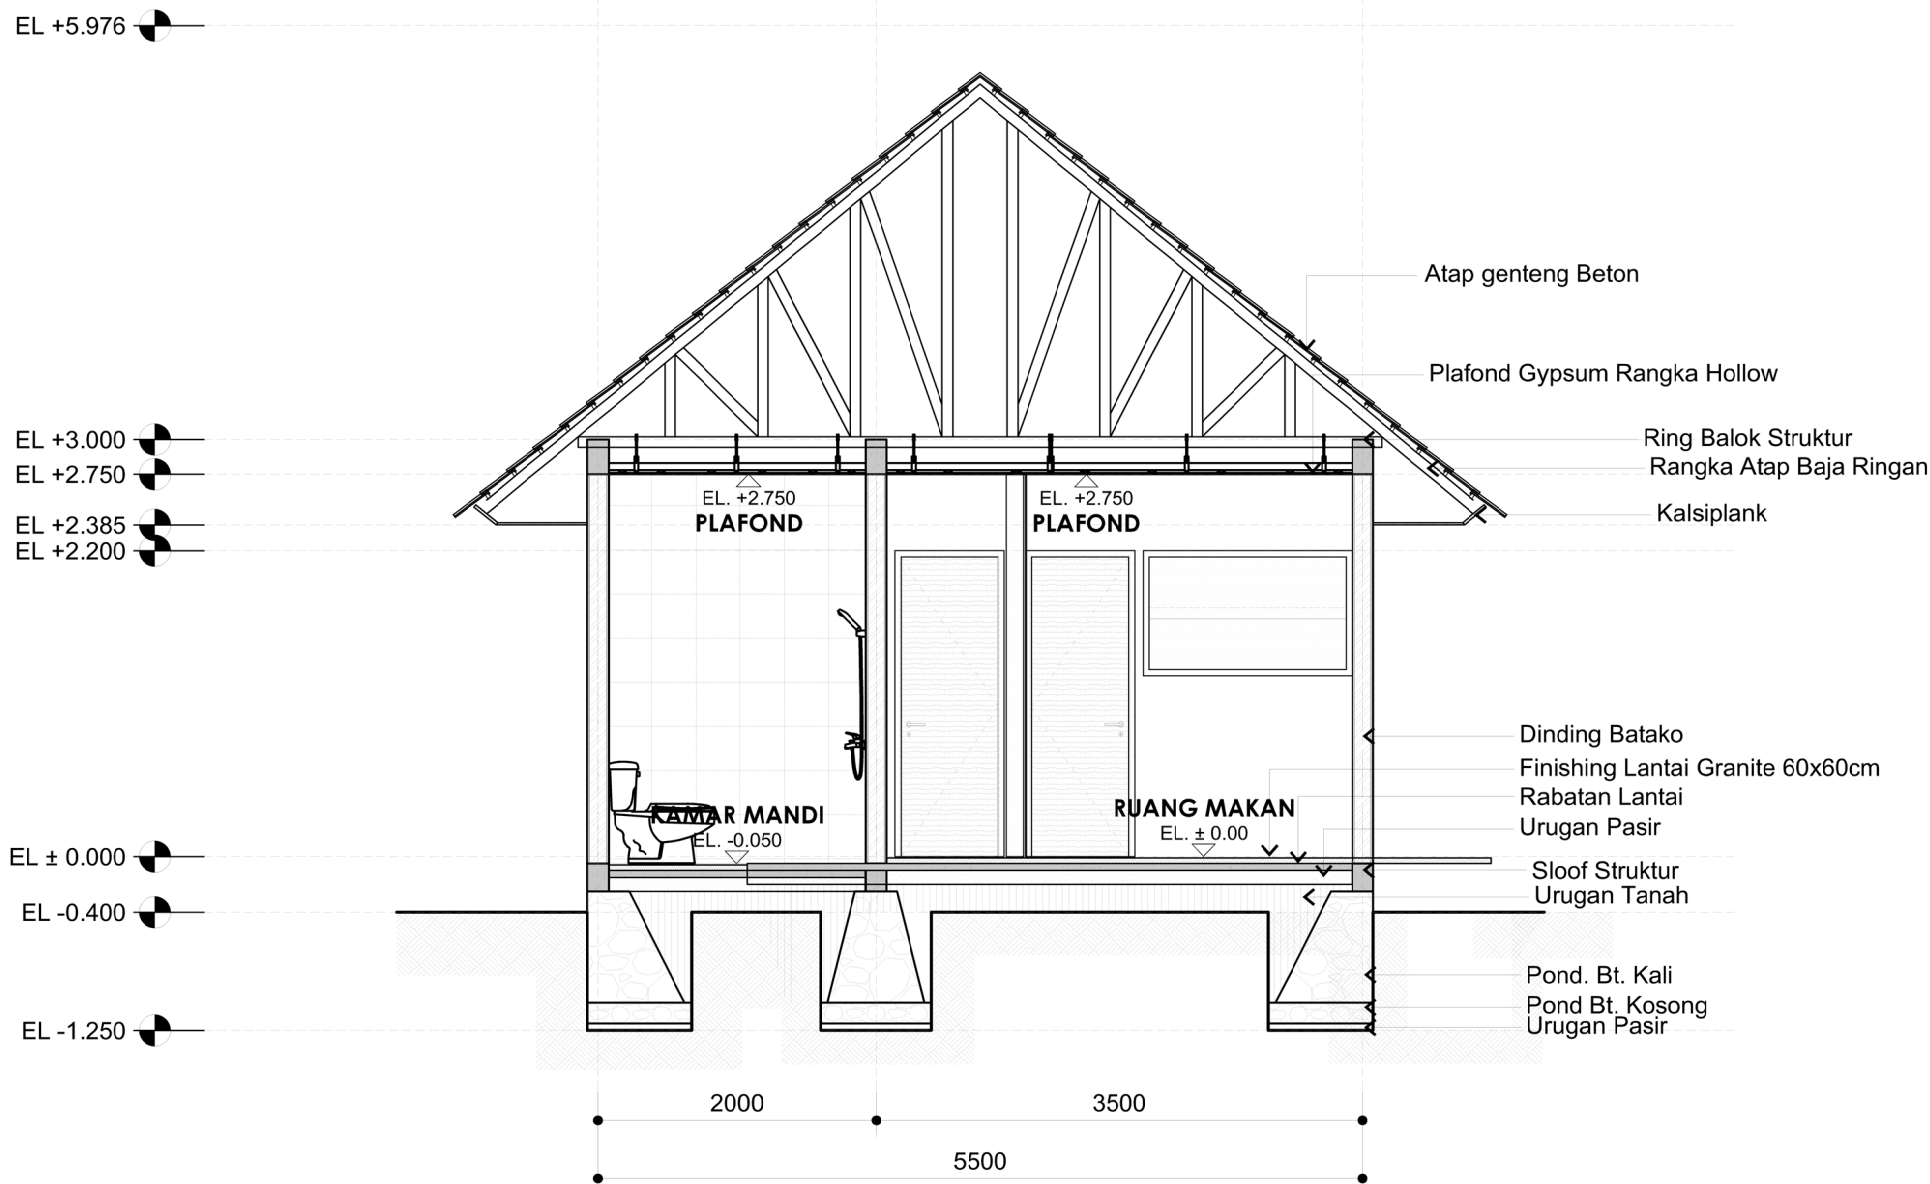 EL +5.976
Atap genteng Beton
Plafond Gypsum Rangka Hollow
EL +3.000
Ring Balok Struktur
EL +2.750
Rangka Atap Baja Ringan
EL. +2.750
EL. +2.750
PLAFOND
PLAFOND
Kalsiplank
EL +2.385
EL +2.200
Dinding Batako
Finishing Lantai Granite 60x60cm
Rabatan Lantai
KAMAR MANDI
RUANG MAKAN
Urugan Pasir
EL. -0.050
EL. ± 0.00
EL ± 0.000
Sloof Struktur
Urugan Tanah
EL -0.400
Pond. Bt. Kali
Pond Bt. Kosong
Urugan Pasir
EL -1.250
2000
3500
5500